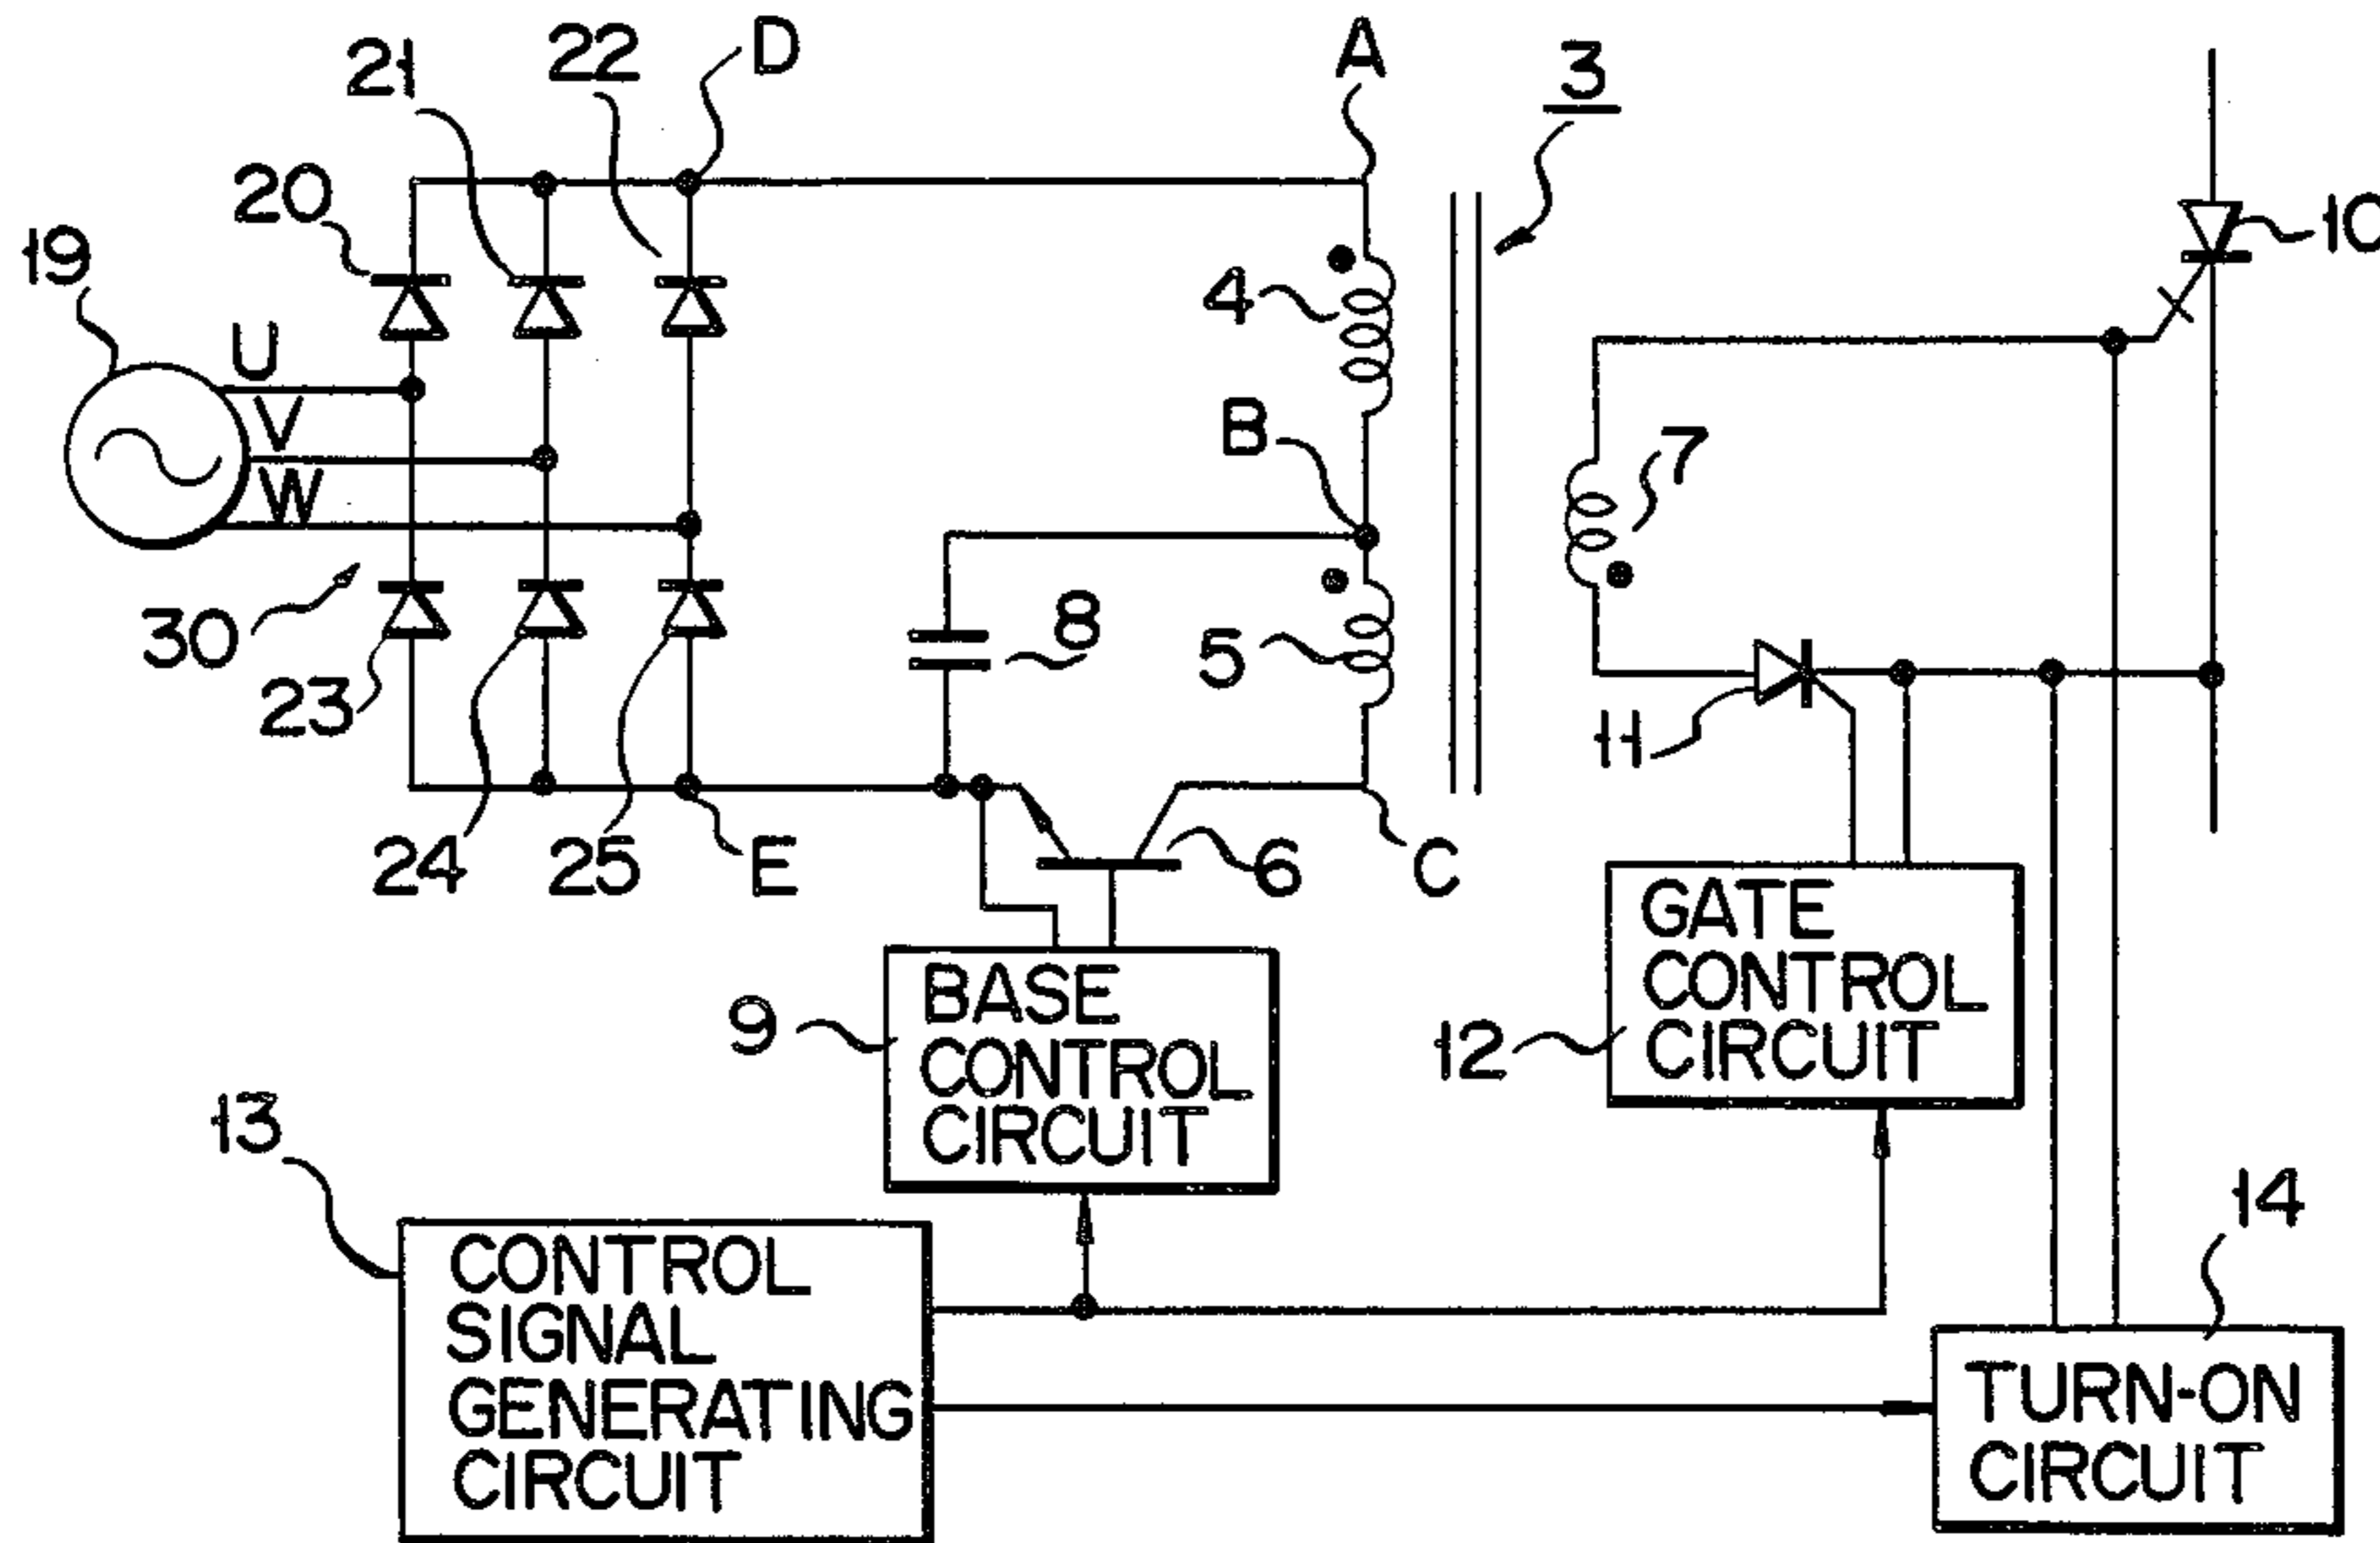 21
22
D
A
3
20
10
19
U
4
V
B
7
W
30
8
5
23
11
24
25
E
6
C
GATE
CONTROL
CIRCUIT
12
BASE
CONTROL
CIRCUIT
9
13
14
CONTROL
SIGNAL
GENERATING
CIRCUIT
TURN-ON
CIRCUIT